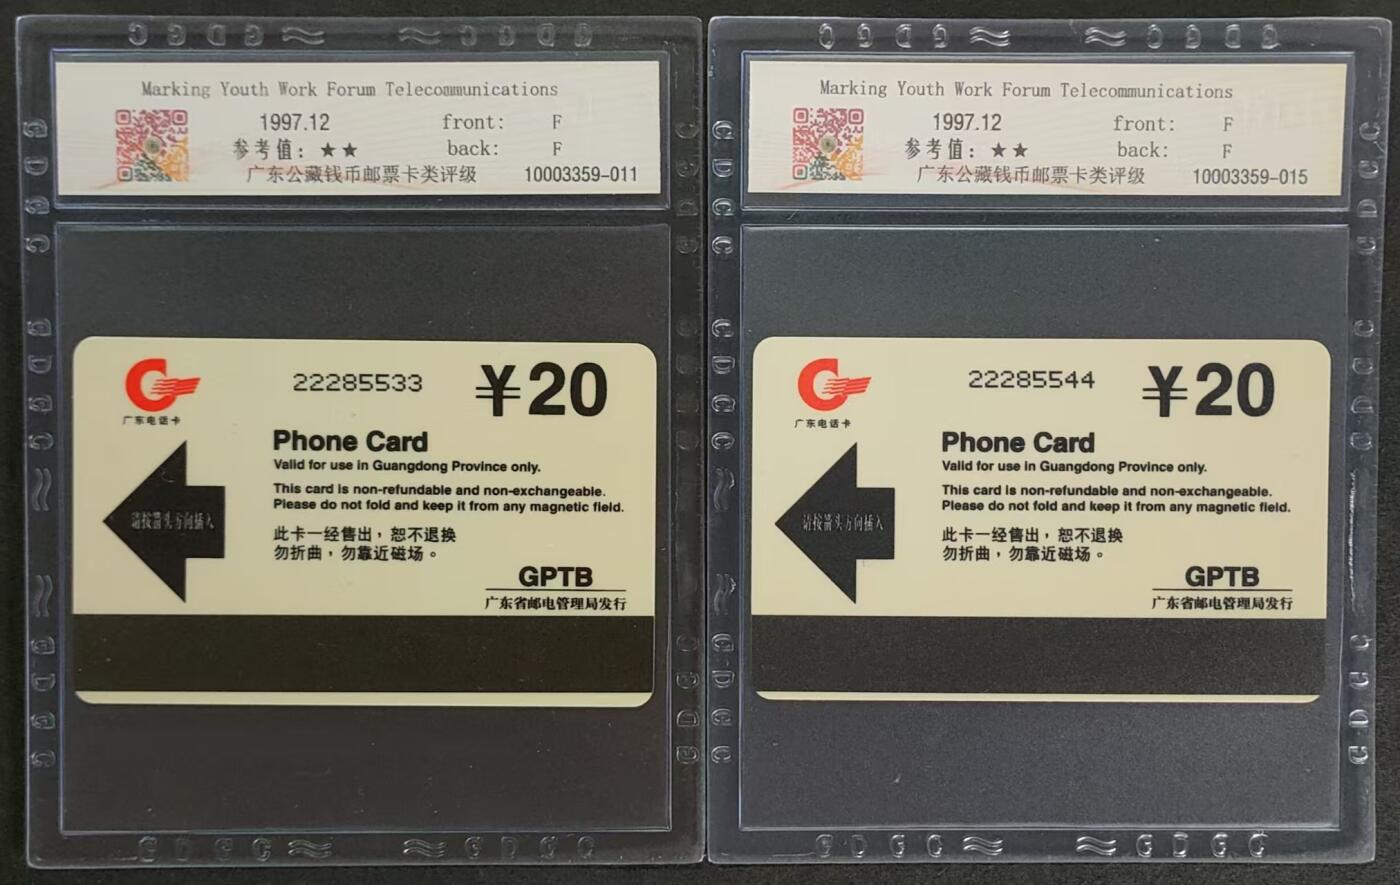 Marking Youth Work Forum Telecommunications
1997.12 front: F
参考值：★★ back: F
广东公藏钱币邮票卡类评级 10003359-011
广东电话卡
22285533
¥20
Phone Card
Valid for use in Guangdong Province only.
This card is non-refundable and non-exchangeable.
Please do not fold and keep it from any magnetic field.
请按箭头方向插入
此卡一经售出，恕不退换
勿折曲，勿靠近磁场。
GPTB
广东省邮电管理局发行
Marking Youth Work Forum Telecommunications
1997.12 front: F
参考值：★★ back: F
广东公藏钱币邮票卡类评级 10003359-015
广东电话卡
22285544
¥20
Phone Card
Valid for use in Guangdong Province only.
This card is non-refundable and non-exchangeable.
Please do not fold and keep it from any magnetic field.
请按箭头方向插入
此卡一经售出，恕不退换
勿折曲，勿靠近磁场。
GPTB
广东省邮电管理局发行